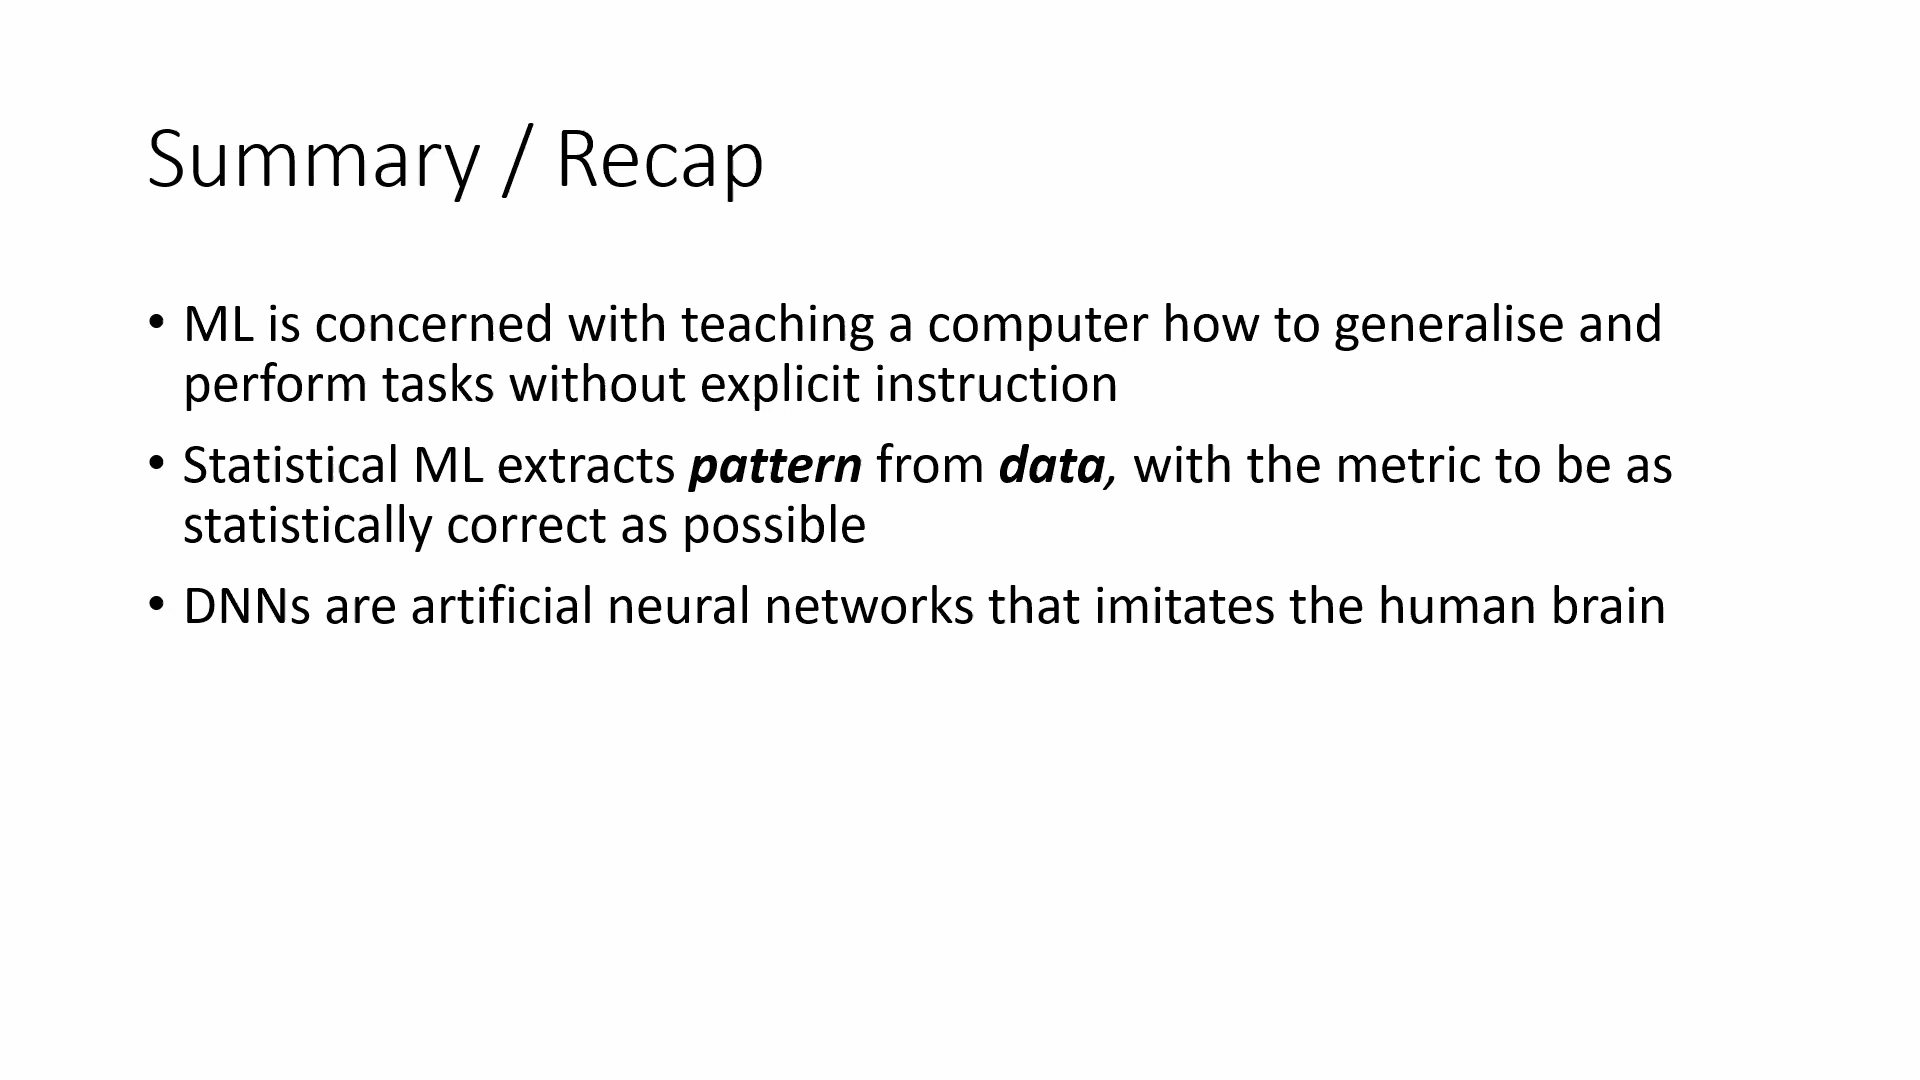 Summary / Recap
• ML is concerned with teaching a computer how to generalise and
perform tasks without explicit instruction
• Statistical ML extracts pattern from data, with the metric to be as
statistically correct as possible
• DNNs are artificial neural networks that imitates the human brain